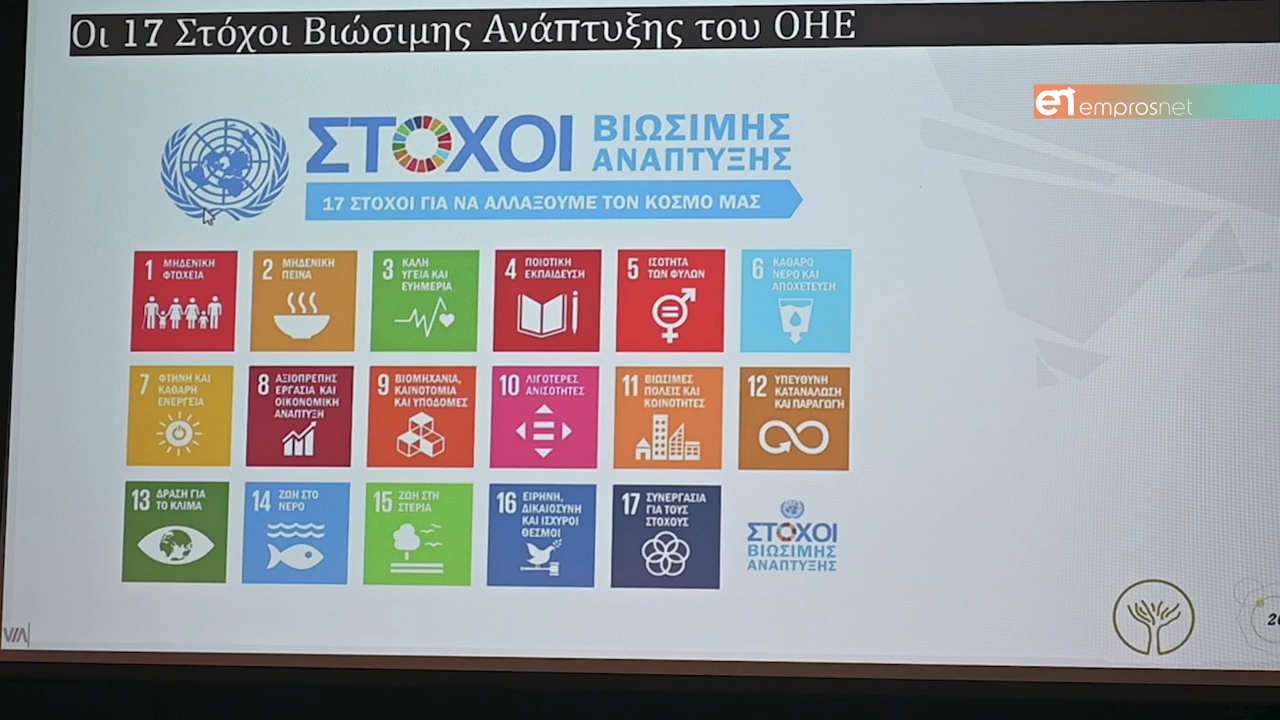 Οι 17 Στόχοι Βιώσιμης Ανάπτυξης του ΟΗΕ
en emprosnet
ΣΤΟΧΟΙ ΒΙΩΣΙΜΗΣ
ΑΝΑΠΤΥΞΗΣ
17 ΣΤΟΧΟΙ ΓΙΑ ΝΑ ΑΛΛΑΞΟΥΜΕ ΤΟΝ ΚΟΣΜΟ ΜΑΣ
1 ΜΗΔΕΝΙΚΗ
ΦΤΩΧΕΙΑ
2 ΜΗΔΕΝΙΚΗ
ΠΕΙΝΑ
3 ΚΑΛΗ
ΥΓΕΙΑ ΚΑΙ
ΕΥΗΜΕΡΙΑ
4 ΠΟΙΟΤΙΚΗ
ΕΚΠΑΙΔΕΥΣΗ
5 ΙΣΟΤΗΤΑ
ΤΩΝ ΦΥΛΩΝ
6 ΚΑΘΑΡΟ
ΝΕΡΟ ΚΑΙ
ΑΠΟΧΕΤΕΥΣΗ
7 ΦΤΗΝΗ ΚΑΙ
ΚΑΘΑΡΗ
ΕΝΕΡΓΕΙΑ
8 ΑΞΙΟΠΡΕΠΗΣ
ΕΡΓΑΣΙΑ ΚΑΙ
ΟΙΚΟΝΟΜΙΚΗ
ΑΝΑΠΤΥΞΗ
9 ΒΙΟΜΗΧΑΝΙΑ,
ΚΑΙΝΟΤΟΜΙΑ
ΚΑΙ ΥΠΟΔΟΜΕΣ
10 ΛΙΓΟΤΕΡΕΣ
ΑΝΙΣΟΤΗΤΕΣ
11 ΒΙΩΣΙΜΕΣ
ΠΟΛΕΙΣ ΚΑΙ
ΚΟΙΝΟΤΗΤΕΣ
12 ΥΠΕΥΘΥΝΗ
ΚΑΤΑΝΑΛΩΣΗ
ΚΑΙ ΠΑΡΑΓΩΓΗ
13 ΔΡΑΣΗ ΓΙΑ
ΤΟ ΚΛΙΜΑ
14 ΖΩΗ ΣΤΟ
ΝΕΡΟ
15 ΖΩΗ ΣΤΗ
ΣΤΕΡΙΑ
16 ΕΙΡΗΝΗ,
ΔΙΚΑΙΟΣΥΝΗ
ΚΑΙ ΙΣΧΥΡΟΙ
ΘΕΣΜΟΙ
17 ΣΥΝΕΡΓΑΣΙΑ
ΓΙΑ ΤΟΥΣ
ΣΤΟΧΟΥΣ
ΣΤΟΧΟΙ
ΒΙΩΣΙΜΗΣ
ΑΝΑΠΤΥΞΗΣ